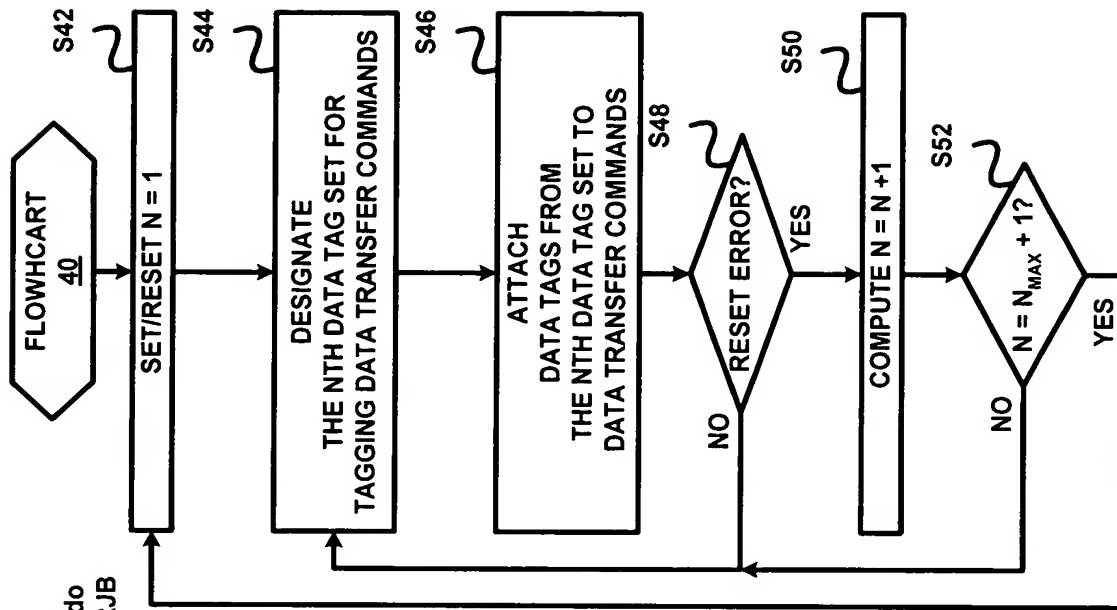 FLOWHCART
40
S42
SET/RESET N = 1
S44
DESIGNATE
THE NTH DATA TAG SET FOR
TAGGING DATA TRANSFER COMMANDS
S46
ATTACH
DATA TAGS FROM
THE NTH DATA TAG SET TO
DATA TRANSFER COMMANDS
S48
RESET ERROR?
NO
YES
S50
COMPUTE N = N +1
S52
N = NMAX + 1?
NO
YES
do
RJB